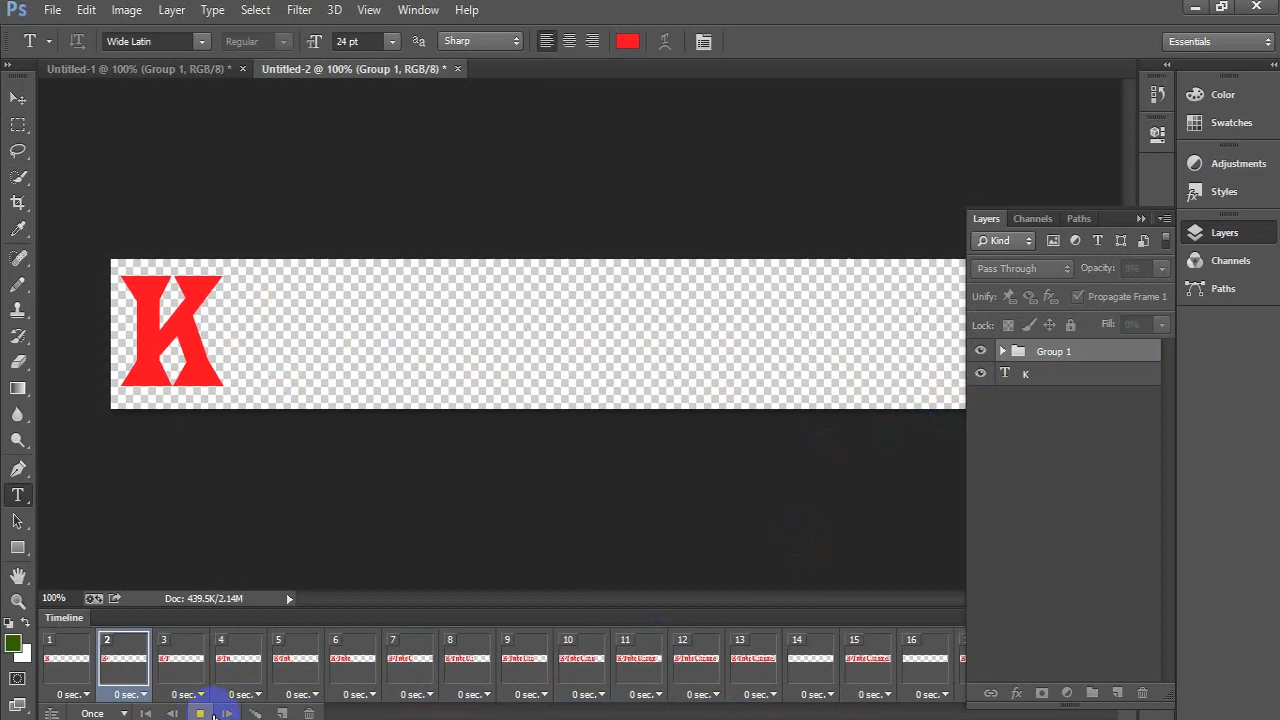 Ps File Edit Image Layer Type Select Filter 3D View Window Help
T T Wide Latin Regular 24 pt aa Sharp Essentials
Untitled-1 @ 100% (Group 1, RGB/8) * × Untitled-2 @ 100% (Group 1, RGB/8) * ×
Color
Swatches
Adjustments
Styles
Layers
Channels
Paths
Layers Channels Paths
Kind
Pass Through Opacity:
Unify: Propagate Frame 1
Lock: Fill:
Group 1
T K
K
100% Doc: 439.5K/2.14M
Timeline
1 2 3 4 5 6 7 8 9 10 11 12 13 14 15 16
0 sec. 0 sec. 0 sec. 0 sec. 0 sec. 0 sec. 0 sec. 0 sec. 0 sec. 0 sec. 0 sec. 0 sec. 0 sec. 0 sec. 0 sec. 0 sec.
Once